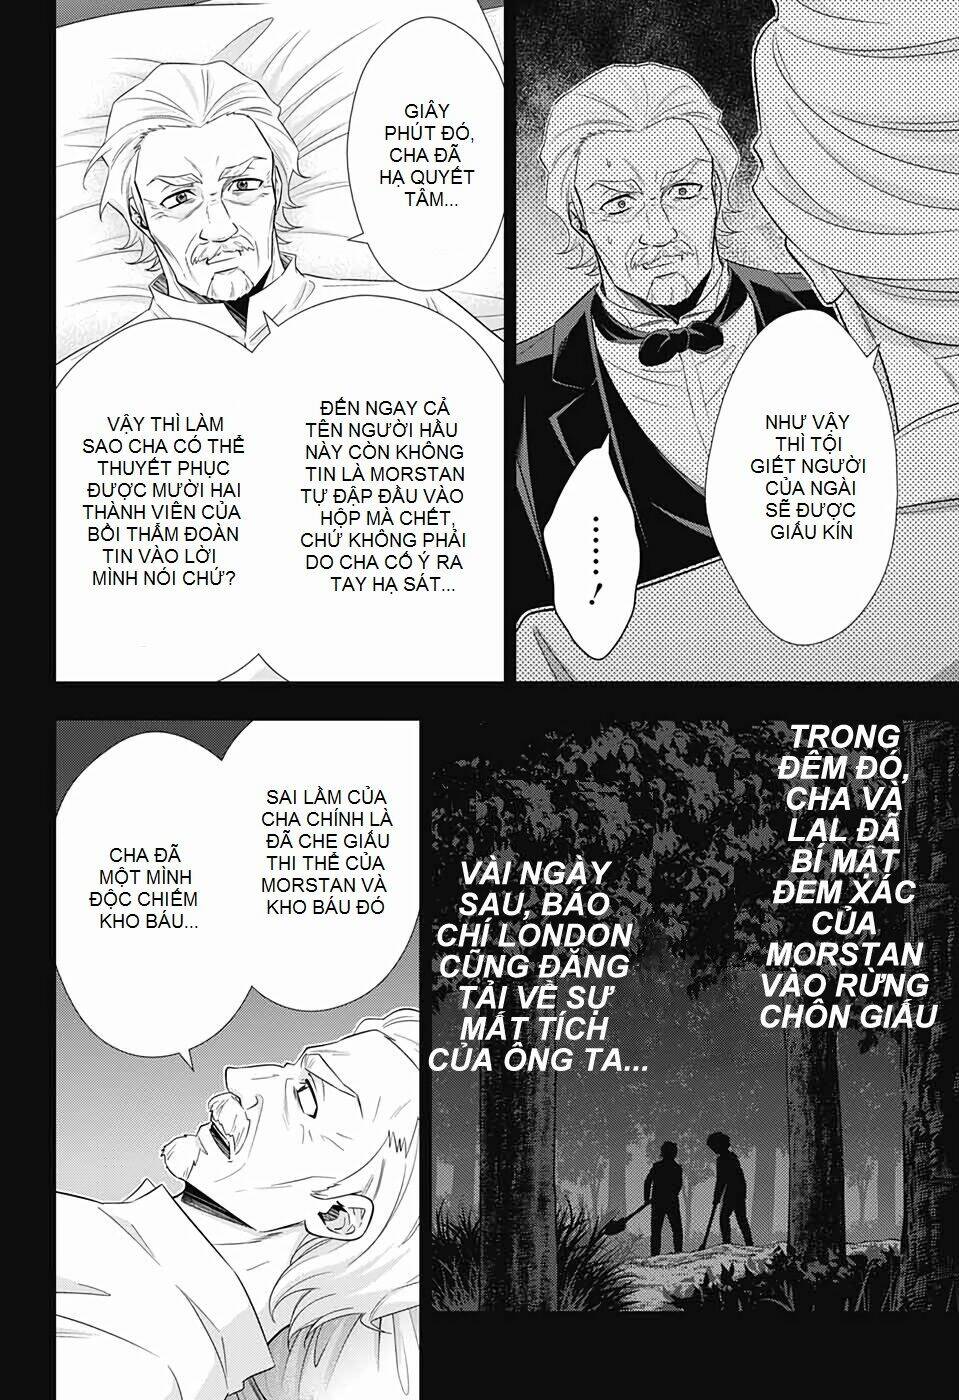 NHƯ VẬY
THÌ TỘI
GIẾT NGƯỜI
CỦA NGÀI
SẼ ĐƯỢC
GIẤU KÍN
......!
GIÂY
PHÚT ĐÓ,
CHA ĐÃ
HẠ QUYẾT
TÂM...
ĐẾN NGAY CẢ
TÊN NGƯỜI HẦU
NÀY CÒN KHÔNG
TIN LÀ MORSTAN
TỰ ĐẬP ĐẦU VÀO
HỘP MÀ CHẾT,
CHỨ KHÔNG PHẢI
DO CHA CỐ Ý RA
TAY HẠ SÁT...
VẬY THÌ LÀM
SAO CHA CÓ THỂ
THUYẾT PHỤC
ĐƯỢC MƯỜI HAI
THÀNH VIÊN CỦA
BỒI THẨM ĐOÀN
TIN VÀO LỜI
MÌNH NÓI CHỨ?
TRONG
ĐÊM ĐÓ,
CHA VÀ
LAL ĐÃ
BÍ MẬT
ĐEM XÁC
CỦA
MORSTAN
VÀO RỪNG
CHÔN GIẤU
VÀI NGÀY
SAU, BÁO
CHÍ LONDON
CŨNG ĐĂNG
TẢI VỀ SỰ
MẤT TÍCH
CỦA ÔNG TA...
SAI LẦM CỦA
CHA CHÍNH LÀ
ĐÃ CHE GIẤU
THI THỂ CỦA
MORSTAN VÀ
KHO BÁU ĐÓ
CHA ĐÃ
MỘT MÌNH
ĐỘC CHIẾM
KHO BÁU...